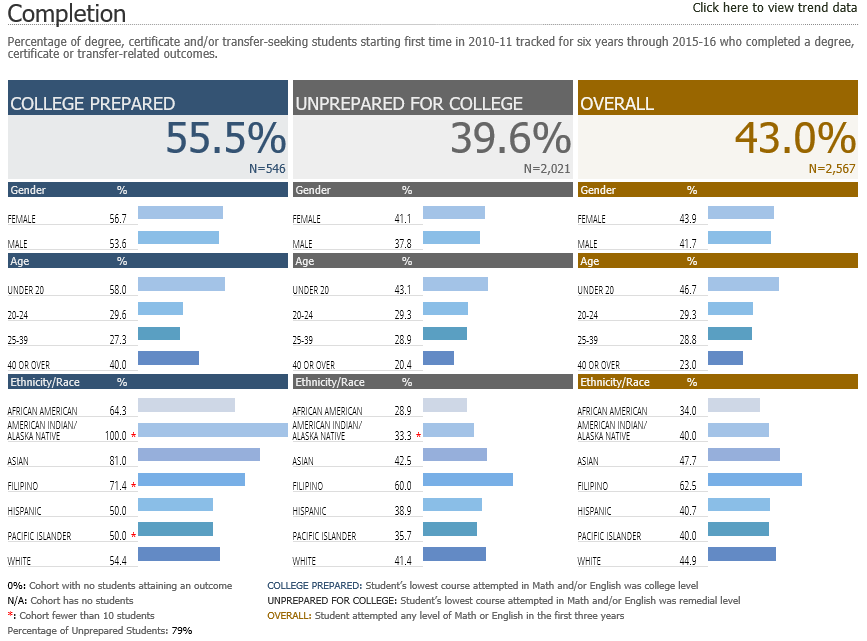 Completion
Click here to view trend data
Percentage of degree, certificate and/or transfer-seeking students starting first time in 2010-11 tracked for six years through 2015-16 who completed a degree,
certificate or transfer-related outcomes.
COLLEGE PREPARED
55.5%
N=546
Gender %
FEMALE 56.7
MALE 53.6
Age %
UNDER 20 58.0
20-24 29.6
25-39 27.3
40 OR OVER 40.0
Ethnicity/Race %
AFRICAN AMERICAN 64.3
AMERICAN INDIAN/
ALASKA NATIVE 100.0 *
ASIAN 81.0
FILIPINO 71.4 *
HISPANIC 50.0
PACIFIC ISLANDER 50.0 *
WHITE 54.4
UNPREPARED FOR COLLEGE
39.6%
N=2,021
Gender %
FEMALE 41.1
MALE 37.8
Age %
UNDER 20 43.1
20-24 29.3
25-39 28.9
40 OR OVER 20.4
Ethnicity/Race %
AFRICAN AMERICAN 28.9
AMERICAN INDIAN/
ALASKA NATIVE 33.3 *
ASIAN 42.5
FILIPINO 60.0
HISPANIC 38.9
PACIFIC ISLANDER 35.7
WHITE 41.4
OVERALL
43.0%
N=2,567
Gender %
FEMALE 43.9
MALE 41.7
Age %
UNDER 20 46.7
20-24 29.3
25-39 28.8
40 OR OVER 23.0
Ethnicity/Race %
AFRICAN AMERICAN 34.0
AMERICAN INDIAN/
ALASKA NATIVE 40.0
ASIAN 47.7
FILIPINO 62.5
HISPANIC 40.7
PACIFIC ISLANDER 40.0
WHITE 44.9
0%: Cohort with no students attaining an outcome
N/A: Cohort has no students
*: Cohort fewer than 10 students
Percentage of Unprepared Students: 79%
COLLEGE PREPARED: Student's lowest course attempted in Math and/or English was college level
UNPREPARED FOR COLLEGE: Student's lowest course attempted in Math and/or English was remedial level
OVERALL: Student attempted any level of Math or English in the first three years